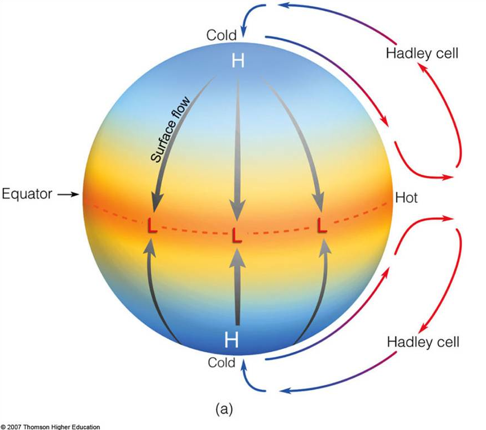 Cold
H
Hadley cell
Surface flow
Equator
Hot
L
L
L
H
Hadley cell
Cold
(a)
© 2007 Thomson Higher Education